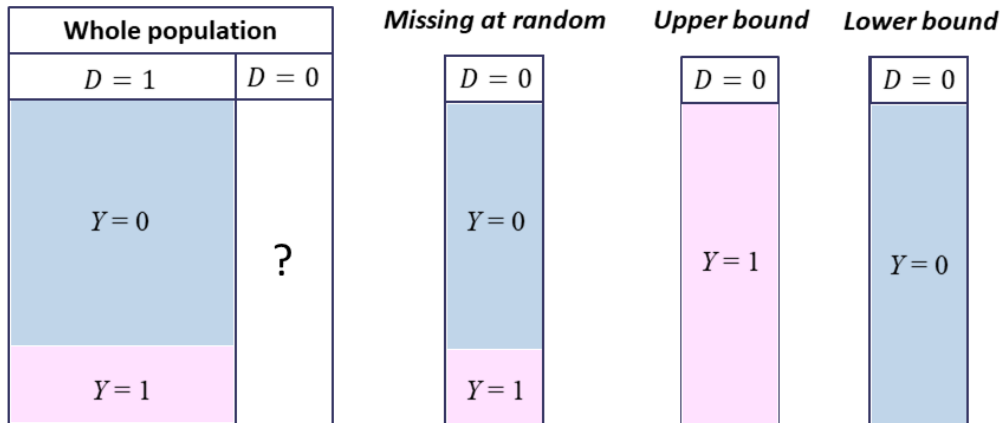 Whole population
D = 1
D = 0
Y = 0
?
Y = 1
Missing at random
D = 0
Y = 0
Y = 1
Upper bound
D = 0
Y = 1
Lower bound
D = 0
Y = 0